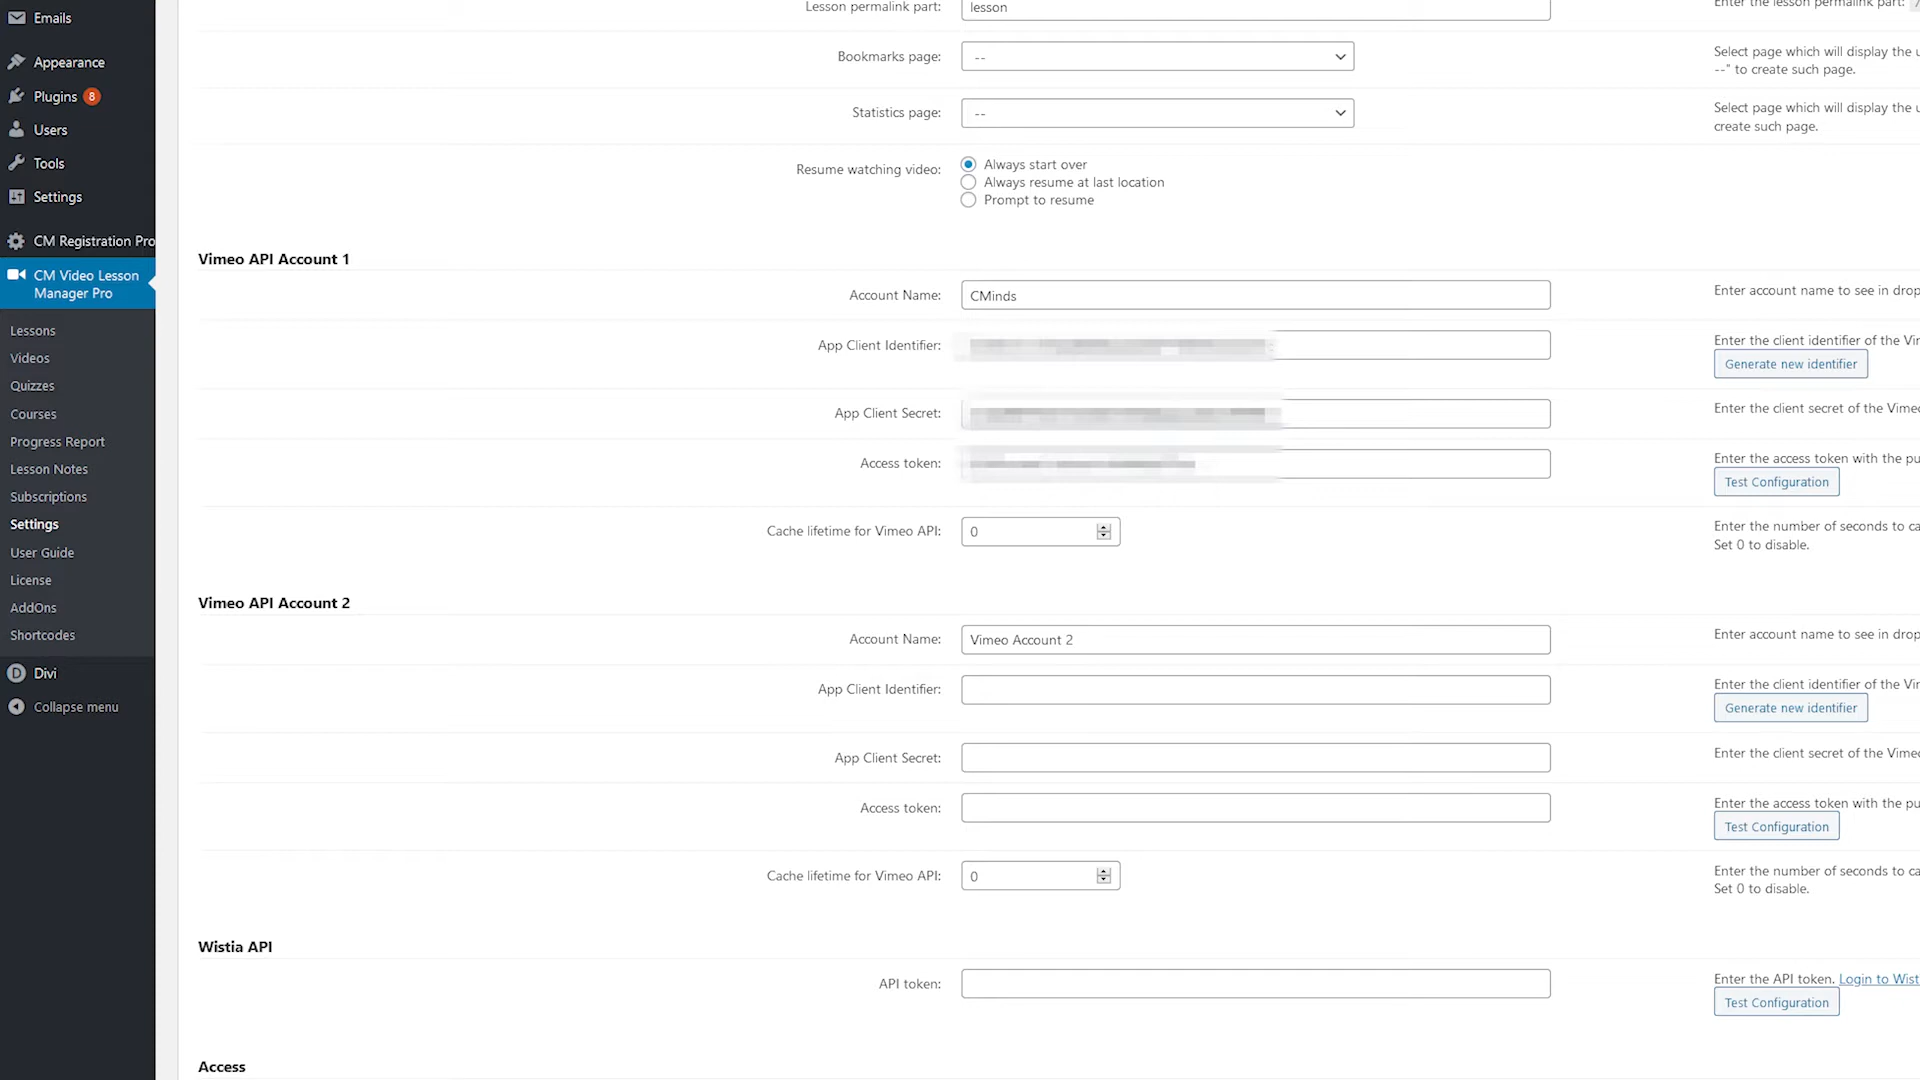 Emails
Appearance
Plugins 8
Users
Tools
Settings
CM Registration Pro
CM Video Lesson
Manager Pro
Lessons
Videos
Quizzes
Courses
Progress Report
Lesson Notes
Subscriptions
Settings
User Guide
License
AddOns
Shortcodes
Divi
Collapse menu
Lesson permalink part:
lesson
Enter the lesson permalink part: /
Bookmarks page:
--
Select page which will display the u
--" to create such page.
Statistics page:
--
Select page which will display the u
create such page.
Resume watching video:
Always start over
Always resume at last location
Prompt to resume
Vimeo API Account 1
Account Name:
CMinds
Enter account name to see in drop
App Client Identifier:
Enter the client identifier of the Vi
Generate new identifier
App Client Secret:
Enter the client secret of the Vimeo
Access token:
Enter the access token with the pu
Test Configuration
Cache lifetime for Vimeo API:
0
Enter the number of seconds to ca
Set 0 to disable.
Vimeo API Account 2
Account Name:
Vimeo Account 2
Enter account name to see in drop
App Client Identifier:
Enter the client identifier of the Vi
Generate new identifier
App Client Secret:
Enter the client secret of the Vimeo
Access token:
Enter the access token with the pu
Test Configuration
Cache lifetime for Vimeo API:
0
Enter the number of seconds to ca
Set 0 to disable.
Wistia API
API token:
Enter the API token. Login to Wist
Test Configuration
Access